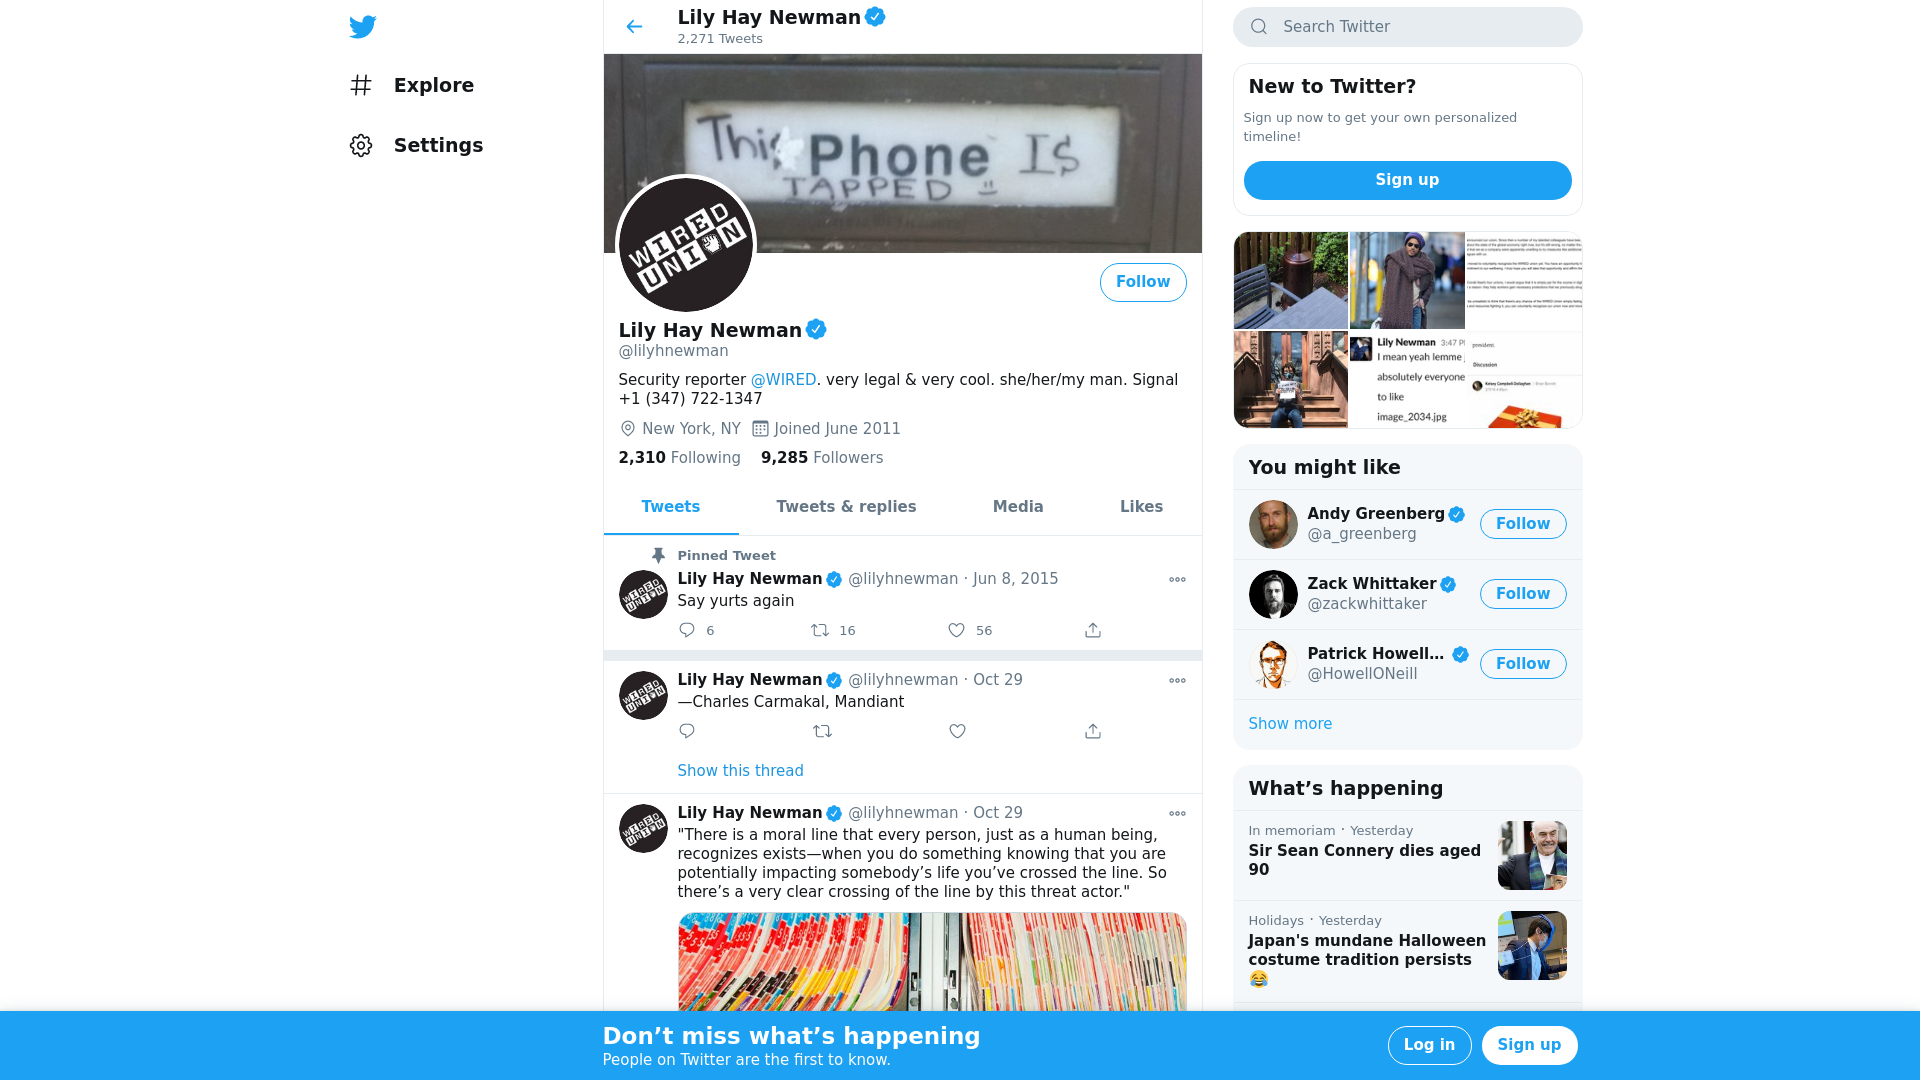 Explore
Settings
Lily Hay Newman
2,271 Tweets
This Phone Is
TAPPED
WIRED
UNION
Follow
Lily Hay Newman
@lilyhnewman
Security reporter @WIRED. very legal & very cool. she/her/my man. Signal
+1 (347) 722-1347
New York, NY Joined June 2011
2,310 Following 9,285 Followers
Tweets Tweets & replies Media Likes
Pinned Tweet
Lily Hay Newman @lilyhnewman · Jun 8, 2015
Say yurts again
6 16 56
Lily Hay Newman @lilyhnewman · Oct 29
—Charles Carmakal, Mandiant
Show this thread
Lily Hay Newman @lilyhnewman · Oct 29
"There is a moral line that every person, just as a human being,
recognizes exists—when you do something knowing that you are
potentially impacting somebody’s life you’ve crossed the line. So
there’s a very clear crossing of the line by this threat actor."
Search Twitter
New to Twitter?
Sign up now to get your own personalized
timeline!
Sign up
Lily Newman 3:47 P
I mean yeah lemme
absolutely everyone
to like
image_2034.jpg
president.
Discussion
You might like
Andy Greenberg
@a_greenberg
Follow
Zack Whittaker
@zackwhittaker
Follow
Patrick Howell...
@HowellONeill
Follow
Show more
What’s happening
In memoriam · Yesterday
Sir Sean Connery dies aged
90
Holidays · Yesterday
Japan's mundane Halloween
costume tradition persists
😂
Don’t miss what’s happening
People on Twitter are the first to know.
Log in
Sign up